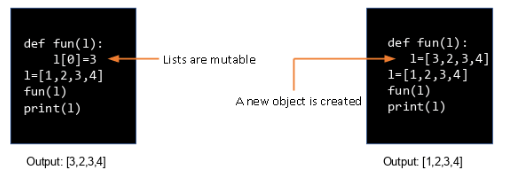 def fun(l):
l[0]=3
l=[1,2,3,4]
fun(l)
print(l)
Output: [3,2,3,4]
Lists are mutable
A new object is created
def fun(l):
l=[3,2,3,4]
l=[1,2,3,4]
fun(l)
print(l)
Output: [1,2,3,4]